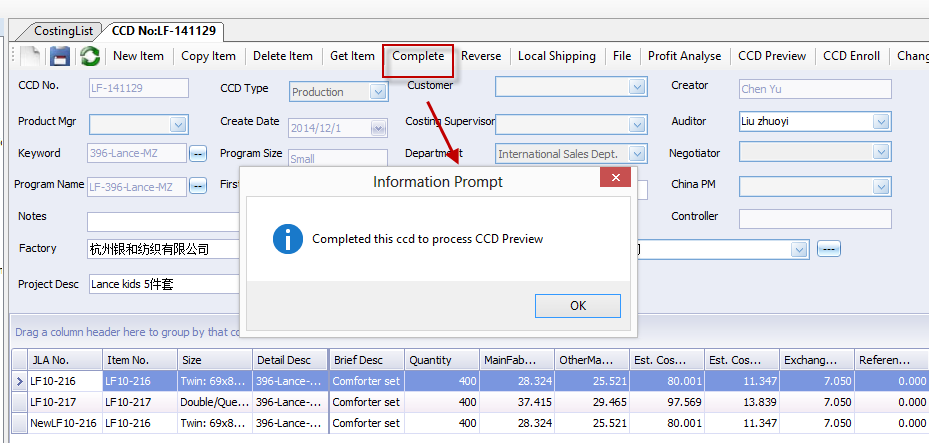 CostingList CCD No:LF-141129
New Item Copy Item Delete Item Get Item Complete Reverse Local Shipping File Profit Analyse CCD Preview CCD Enroll Chang
CCD No. LF-141129 CCD Type Production Customer Creator Chen Yu
Product Mgr Create Date 2014/12/1 Costing Supervisor Auditor Liu zhuoyi
Keyword 396-Lance-MZ Program Size Small Department International Sales Dept. Negotiator
Program Name LF-396-Lance-MZ First China PM
Notes Controller
Factory 杭州银和纺织有限公司
Project Desc Lance kids 5件套
Information Prompt
Completed this ccd to process CCD Preview
OK
Drag a column header here to group by that co
JLA No. Item No. Size Detail Desc Brief Desc Quantity MainFab... OtherMa... Est. Cos... Est. Cos... Exchang... Referen...
LF10-216 LF10-216 Twin: 69x8... 396-Lance-... Comforter set 400 28.324 25.521 80.001 11.347 7.050 0.000
LF10-217 LF10-217 Double/Que... 396-Lance-... Comforter set 400 37.415 29.465 97.569 13.839 7.050 0.000
NewLF10-216 LF10-216 Twin: 69x8... 396-Lance-... Comforter set 400 28.324 25.521 80.001 11.347 7.050 0.000